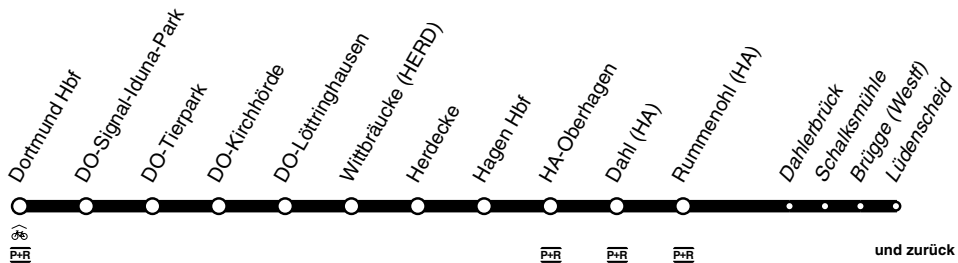 Dortmund Hbf
DO-Signal-Iduna-Park
DO-Tierpark
DO-Kirchhörde
DO-Löttringhausen
Wittbräucke (HERD)
Herdecke
Hagen Hbf
HA-Oberhagen
Dahl (HA)
Rummenohl (HA)
Dahlerbrück
Schalksmühle
Brügge (Westf)
Lüdenscheid
P+R
P+R
P+R
P+R
und zurück